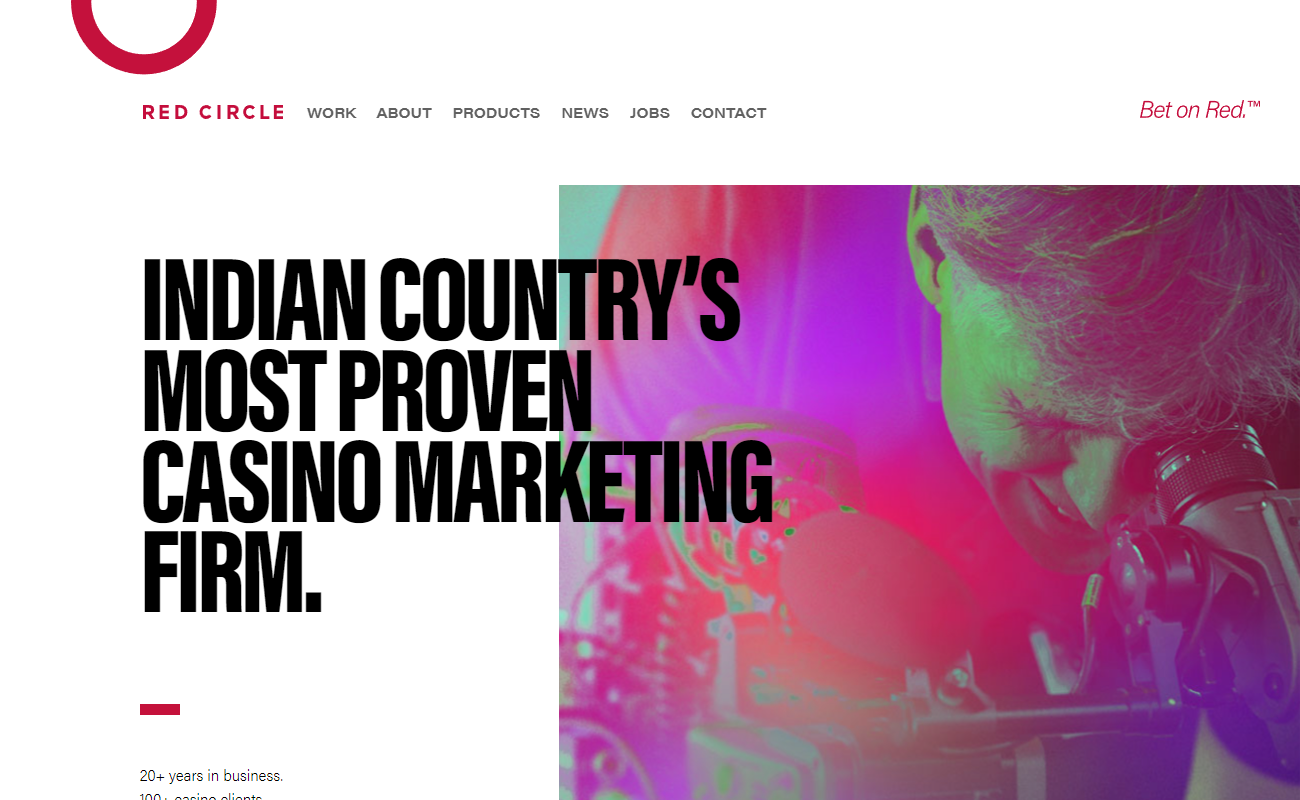 RED CIRCLE WORK ABOUT PRODUCTS NEWS JOBS CONTACT Bet on Red.™
INDIAN COUNTRY’S
MOST PROVEN
CASINO MARKETING
FIRM.
20+ years in business.
100+ casino clients.